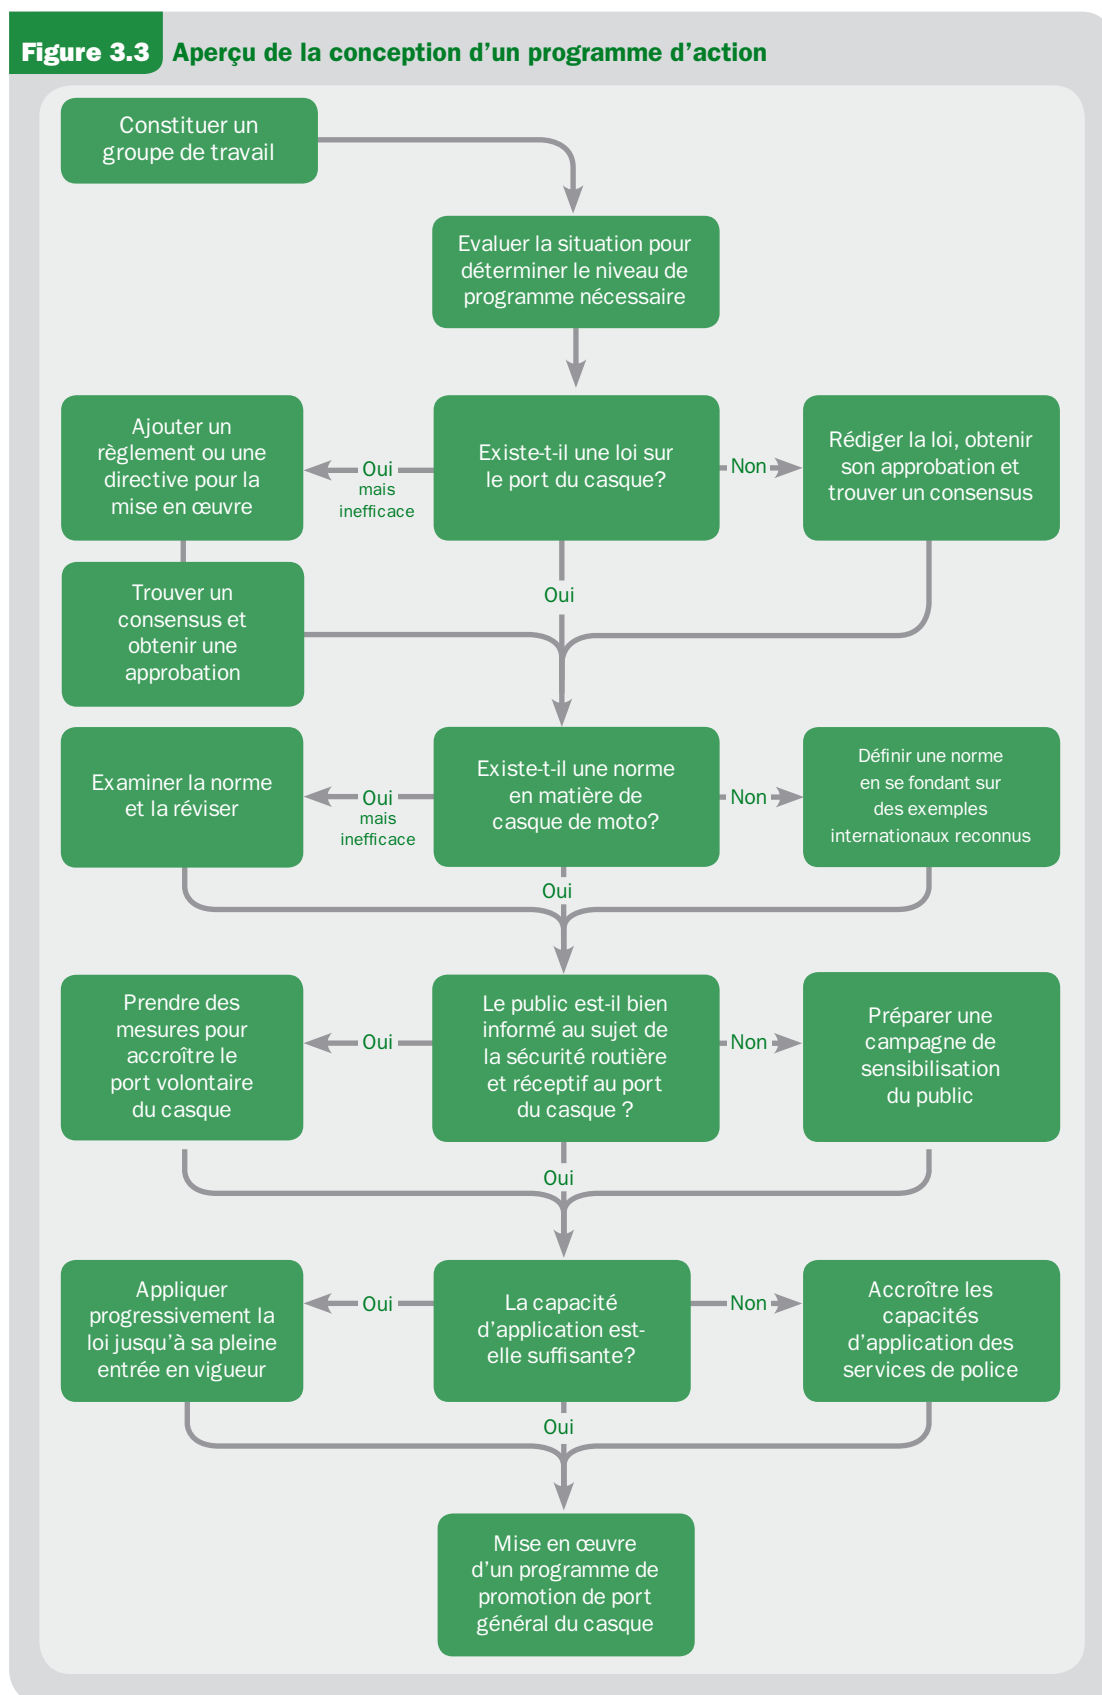 Figure 3.3 Aperçu de la conception d’un programme d’action
Constituer un
groupe de travail
Evaluer la situation pour
déterminer le niveau de
programme nécessaire
Ajouter un
règlement ou une
directive pour la
mise en œuvre
Oui
mais
inefficace
Existe-t-il une loi sur
le port du casque?
Non
Rédiger la loi, obtenir
son approbation et
trouver un consensus
Trouver un
consensus et
obtenir une
approbation
Oui
Examiner la norme
et la réviser
Oui
mais
inefficace
Existe-t-il une norme
en matière de
casque de moto?
Non
Définir une norme
en se fondant sur
des exemples
internationaux reconnus
Oui
Prendre des
mesures pour
accroître le
port volontaire
du casque
Oui
Le public est-il bien
informé au sujet de
la sécurité routière
et réceptif au port
du casque ?
Non
Préparer une
campagne de
sensibilisation
du public
Oui
Appliquer
progressivement la
loi jusqu’à sa pleine
entrée en vigueur
Oui
La capacité
d’application est-
elle suffisante?
Non
Accroître les
capacités
d’application des
services de police
Oui
Mise en œuvre
d’un programme de
promotion de port
général du casque